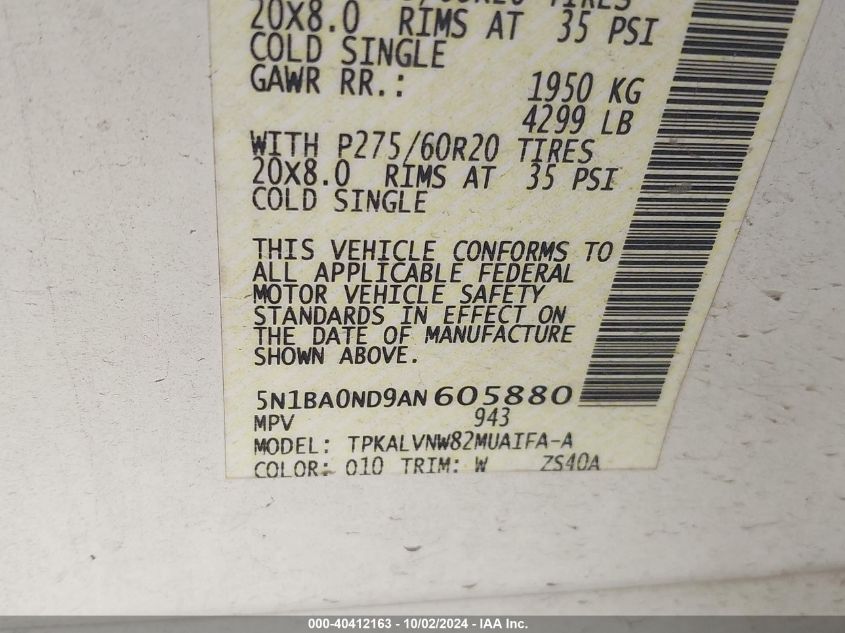 /60R20 TIRES
20X8.0 RIMS AT 35 PSI
COLD SINGLE
GAWR RR.: 1950 KG
4299 LB
WITH P275/60R20 TIRES
20X8.0 RIMS AT 35 PSI
COLD SINGLE
THIS VEHICLE CONFORMS TO
ALL APPLICABLE FEDERAL
MOTOR VEHICLE SAFETY
STANDARDS IN EFFECT ON
THE DATE OF MANUFACTURE
SHOWN ABOVE.
5N1BA0ND9AN605880
MPV 943
MODEL: TPKALVNW82MUAIFA-A
COLOR: 010 TRIM: W ZS40A
000-40412163 - 10/02/2024 - IAA Inc.